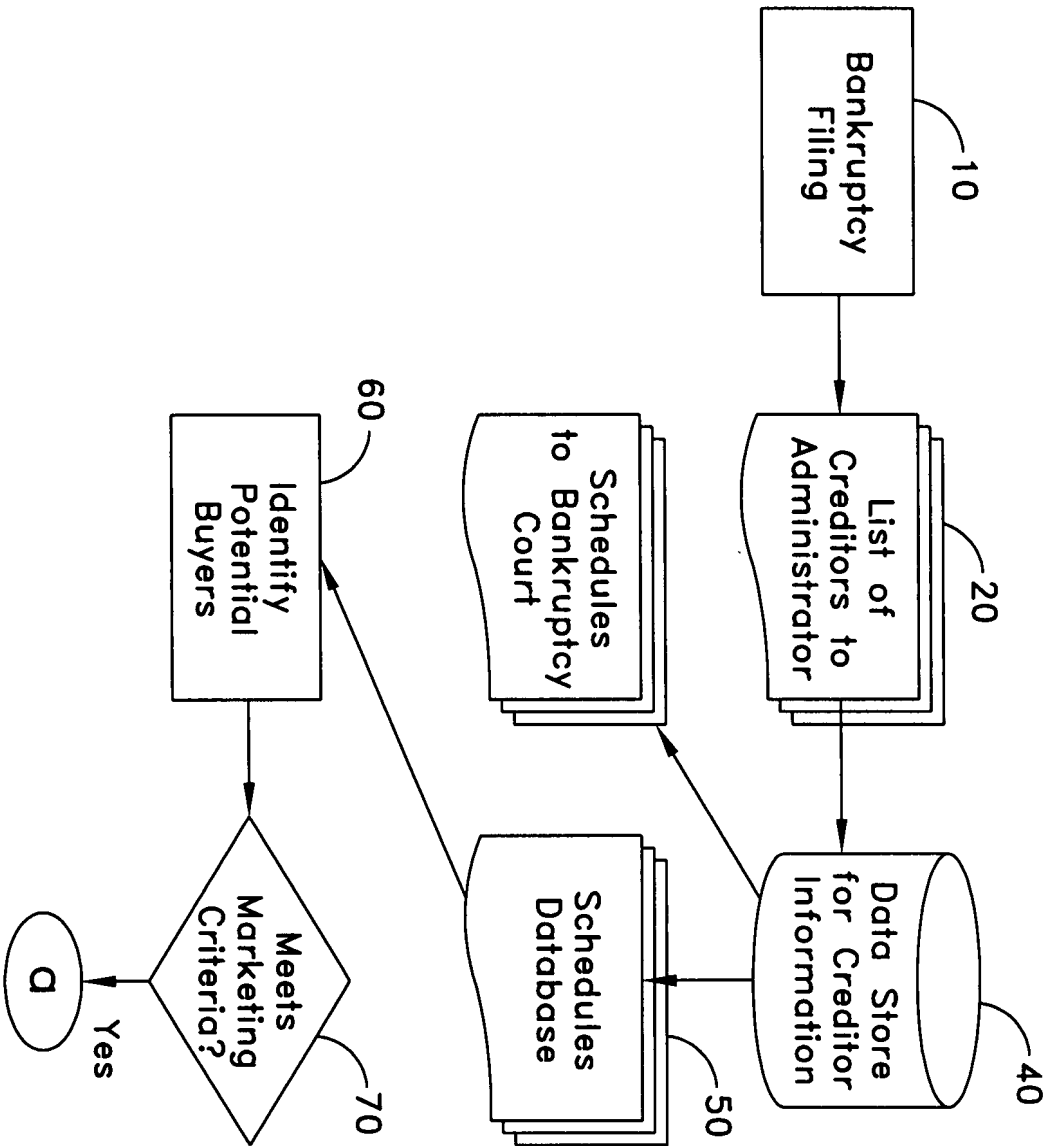 10
Bankruptcy
Filing
20
List of
Creditors to
Administrator
40
Data Store
for Creditor
Information
Schedules
to Bankruptcy
Court
50
Schedules
Database
60
Identify
Potential
Buyers
70
Meets
Marketing
Criteria?
Yes
a